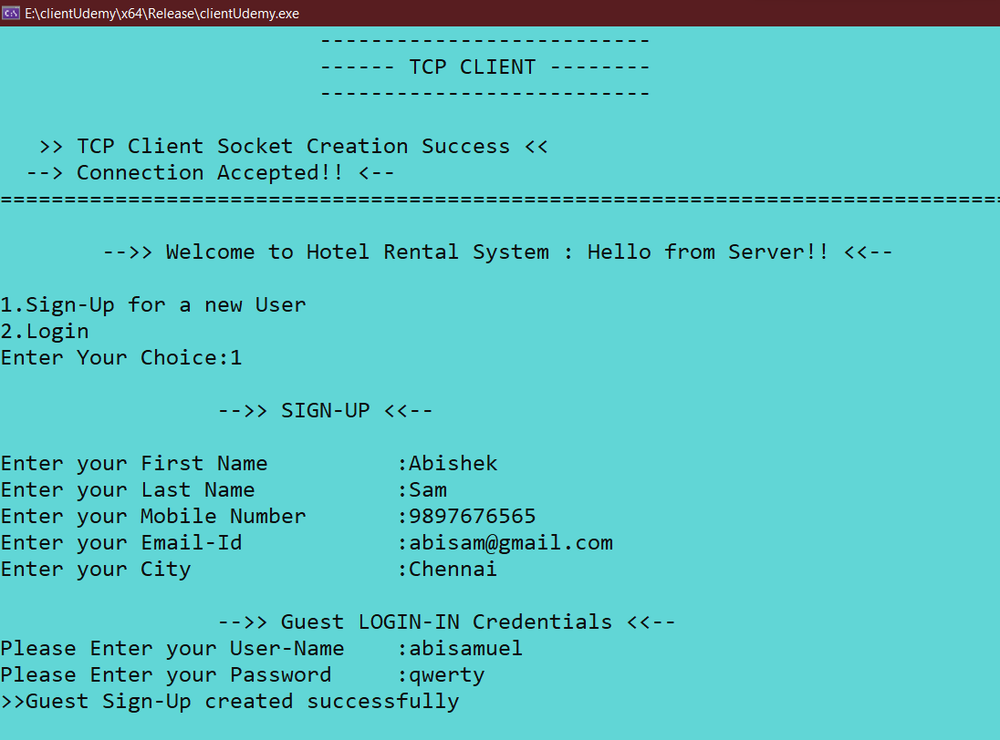 E:\clientUdemy\x64\Release\clientUdemy.exe
--------------------------
------ TCP CLIENT --------
--------------------------
>> TCP Client Socket Creation Success <<
--> Connection Accepted!! <--
===============================================================================
-->> Welcome to Hotel Rental System : Hello from Server!! <<--
1.Sign-Up for a new User
2.Login
Enter Your Choice:1
-->> SIGN-UP <<--
Enter your First Name          :Abishek
Enter your Last Name           :Sam
Enter your Mobile Number       :9897676565
Enter your Email-Id            :abisam@gmail.com
Enter your City                :Chennai
-->> Guest LOGIN-IN Credentials <<--
Please Enter your User-Name    :abisamuel
Please Enter your Password     :qwerty
>>Guest Sign-Up created successfully